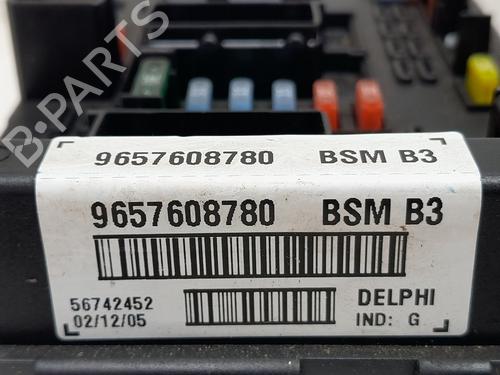 9657608780 BSM B3
9657608780 BSM B3
56742452 DELPHI
02/12/05 IND: G
B-PARTS